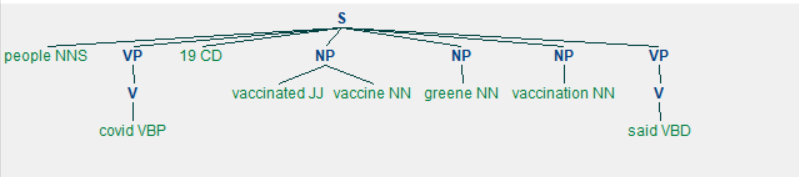 S
people NNS VP 19 CD NP NP NP VP
V vaccinated JJ vaccine NN greene NN vaccination NN V
covid VBP said VBD